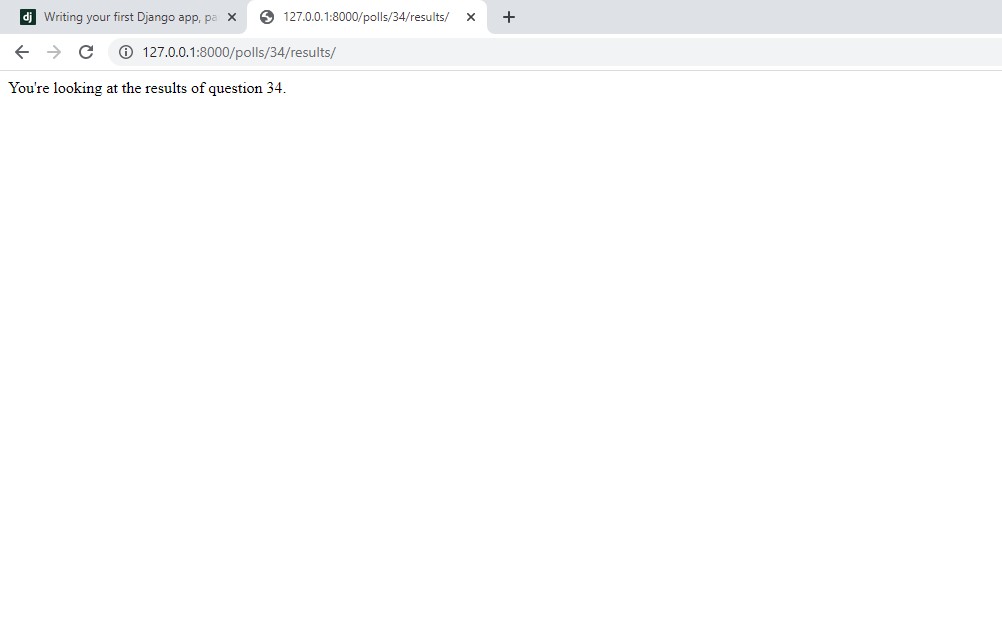 dj Writing your first Django app, pa 127.0.0.1:8000/polls/34/results/
127.0.0.1:8000/polls/34/results/
You're looking at the results of question 34.